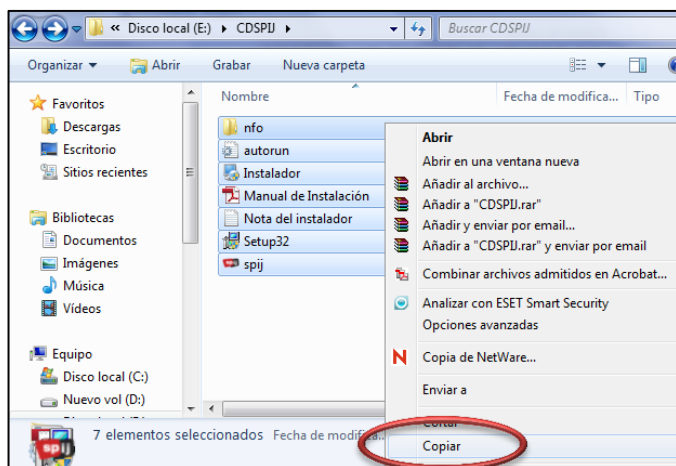 « Disco local (E:) ▸ CDSPIJ ▸
Buscar CDSPIJ
Organizar
Abrir
Grabar
Nueva carpeta
Favoritos
Descargas
Escritorio
Sitios recientes
Bibliotecas
Documentos
Imágenes
Música
Vídeos
Equipo
Disco local (C:)
Nuevo vol (D:)
Nombre
Fecha de modifica...
Tipo
nfo
autorun
Instalador
Manual de Instalación
Nota del instalador
Setup32
spij
Abrir
Abrir en una ventana nueva
Añadir al archivo...
Añadir a "CDSPIJ.rar"
Añadir y enviar por email...
Añadir a "CDSPIJ.rar" y enviar por email
Combinar archivos admitidos en Acrobat...
Analizar con ESET Smart Security
Opciones avanzadas
Copia de NetWare...
Enviar a
Cortar
Copiar
spij
7 elementos seleccionados
Fecha de modifica...